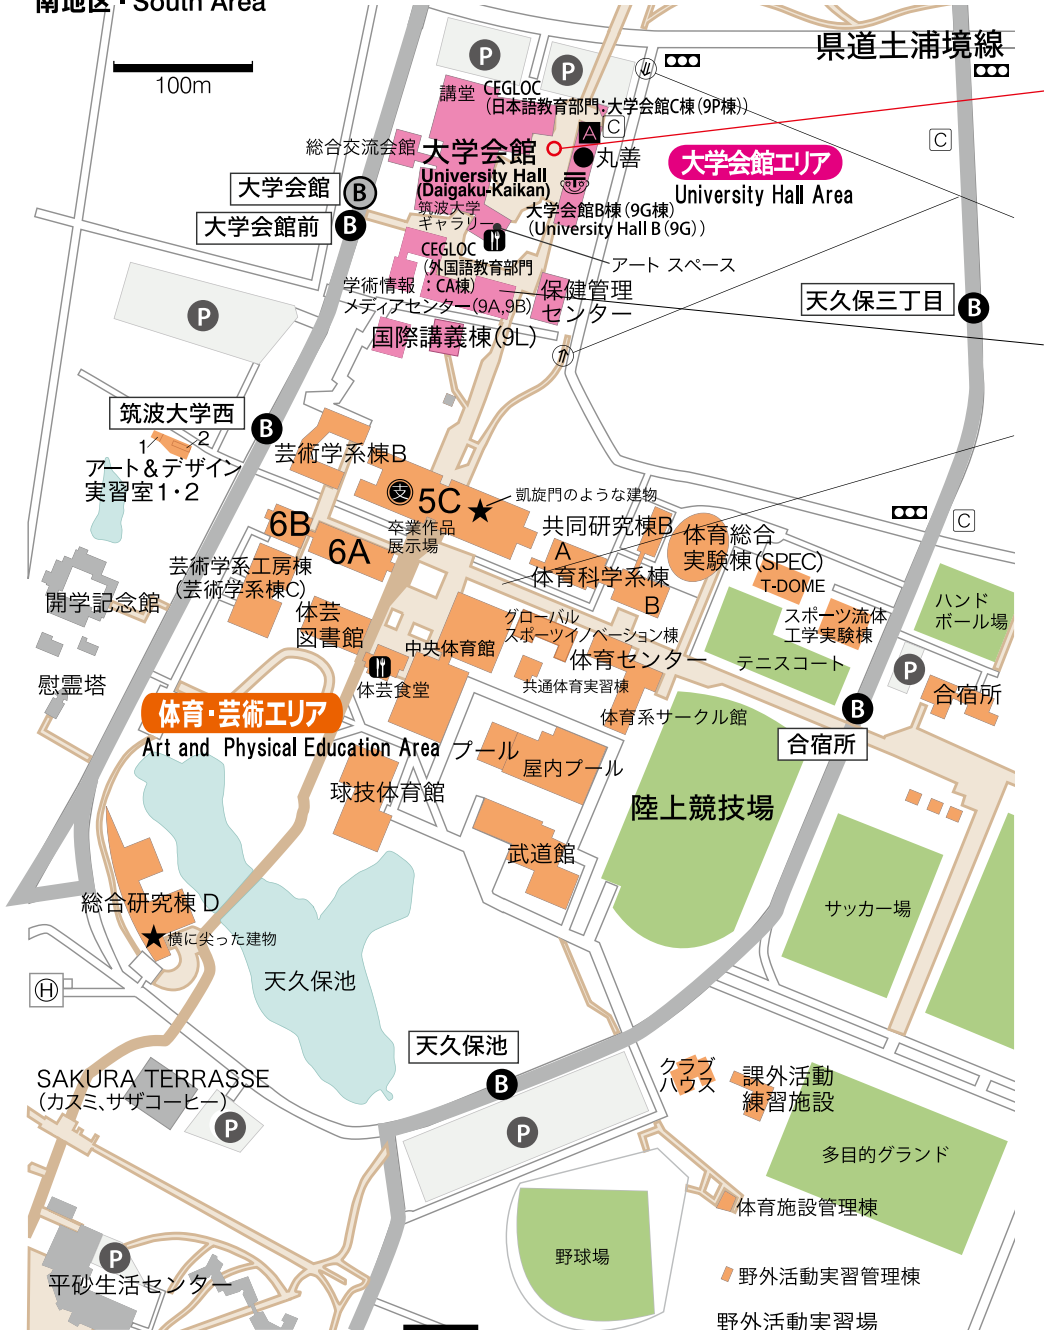 南地区・South Area
100m
県道土浦境線
P
P
講堂
CEGLOC
(日本語教育部門:大学会館C棟(9P棟))
A
C
C
総合交流会館
大学会館
University Hall
(Daigaku-Kaikan)
丸善
大学会館エリア
University Hall Area
大学会館
B
大学会館前
B
筑波大学
ギャラリー
大学会館B棟(9G棟)
(University Hall B(9G))
CEGLOC
(外国語教育部門
:CA棟)
アート スペース
学術情報
メディアセンター(9A,9B)
保健管理
センター
天久保三丁目
B
P
国際講義棟(9L)
筑波大学西
B
1
2
アート&デザイン
実習室1・2
芸術学系棟B
支
5C
卒業作品
展示場
凱旋門のような建物
C
6B
6A
共同研究棟B
A
体育科学系棟
B
体育総合
実験棟(SPEC)
T-DOME
芸術学系工房棟
(芸術学系棟C)
開学記念館
体芸
図書館
中央体育館
グローバル
スポーツイノベーション棟
体育センター
共通体育実習棟
スポーツ流体
工学実験棟
ハンド
ボール場
テニスコート
P
合宿所
慰霊塔
体芸食堂
体育系サークル館
B
合宿所
体育・芸術エリア
Art and Physical Education Area
プール
屋内プール
球技体育館
陸上競技場
武道館
サッカー場
総合研究棟 D
横に尖った建物
天久保池
H
天久保池
B
クラブ
ハウス
課外活動
練習施設
SAKURA TERRASSE
(カスミ、サザコーヒー)
P
P
多目的グランド
体育施設管理棟
P
平砂生活センター
野球場
野外活動実習管理棟
野外活動実習場